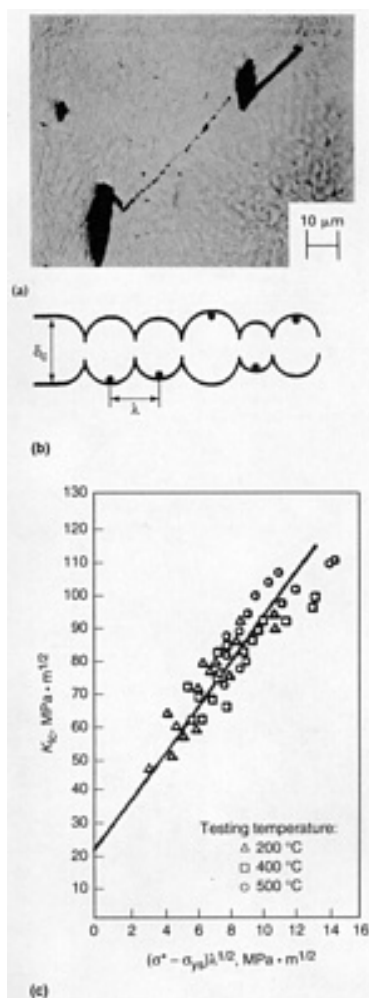 10 μm
(a)
δc
λ
(b)
130
120
110
100
90
80
70
60
50
40
30
20
10
KIc, MPa • m1/2
Testing temperature:
△ 200 °C
□ 400 °C
○ 500 °C
0 2 4 6 8 10 12 14 16
(σ* − σys)λ1/2, MPa • m1/2
(c)